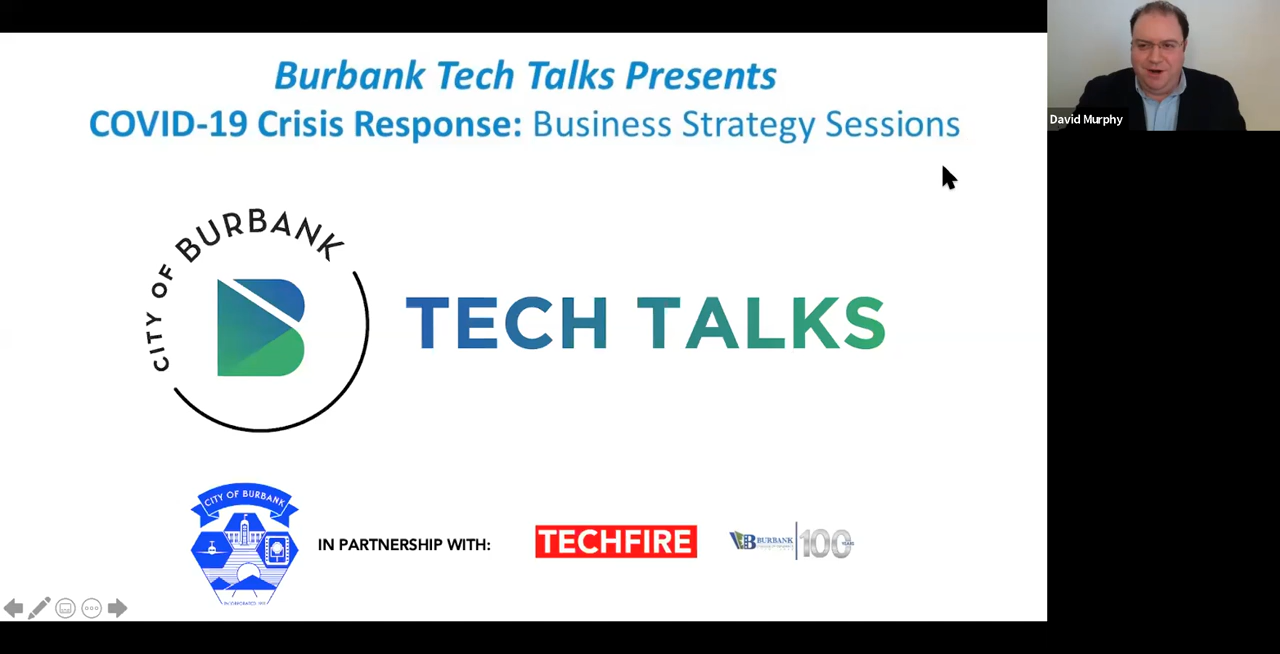 Burbank Tech Talks Presents
COVID-19 Crisis Response: Business Strategy Sessions
David Murphy
CITY OF BURBANK
B TECH TALKS
CITY OF BURBANK
IN PARTNERSHIP WITH:
TECHFIRE
B BURBANK
100
YEARS